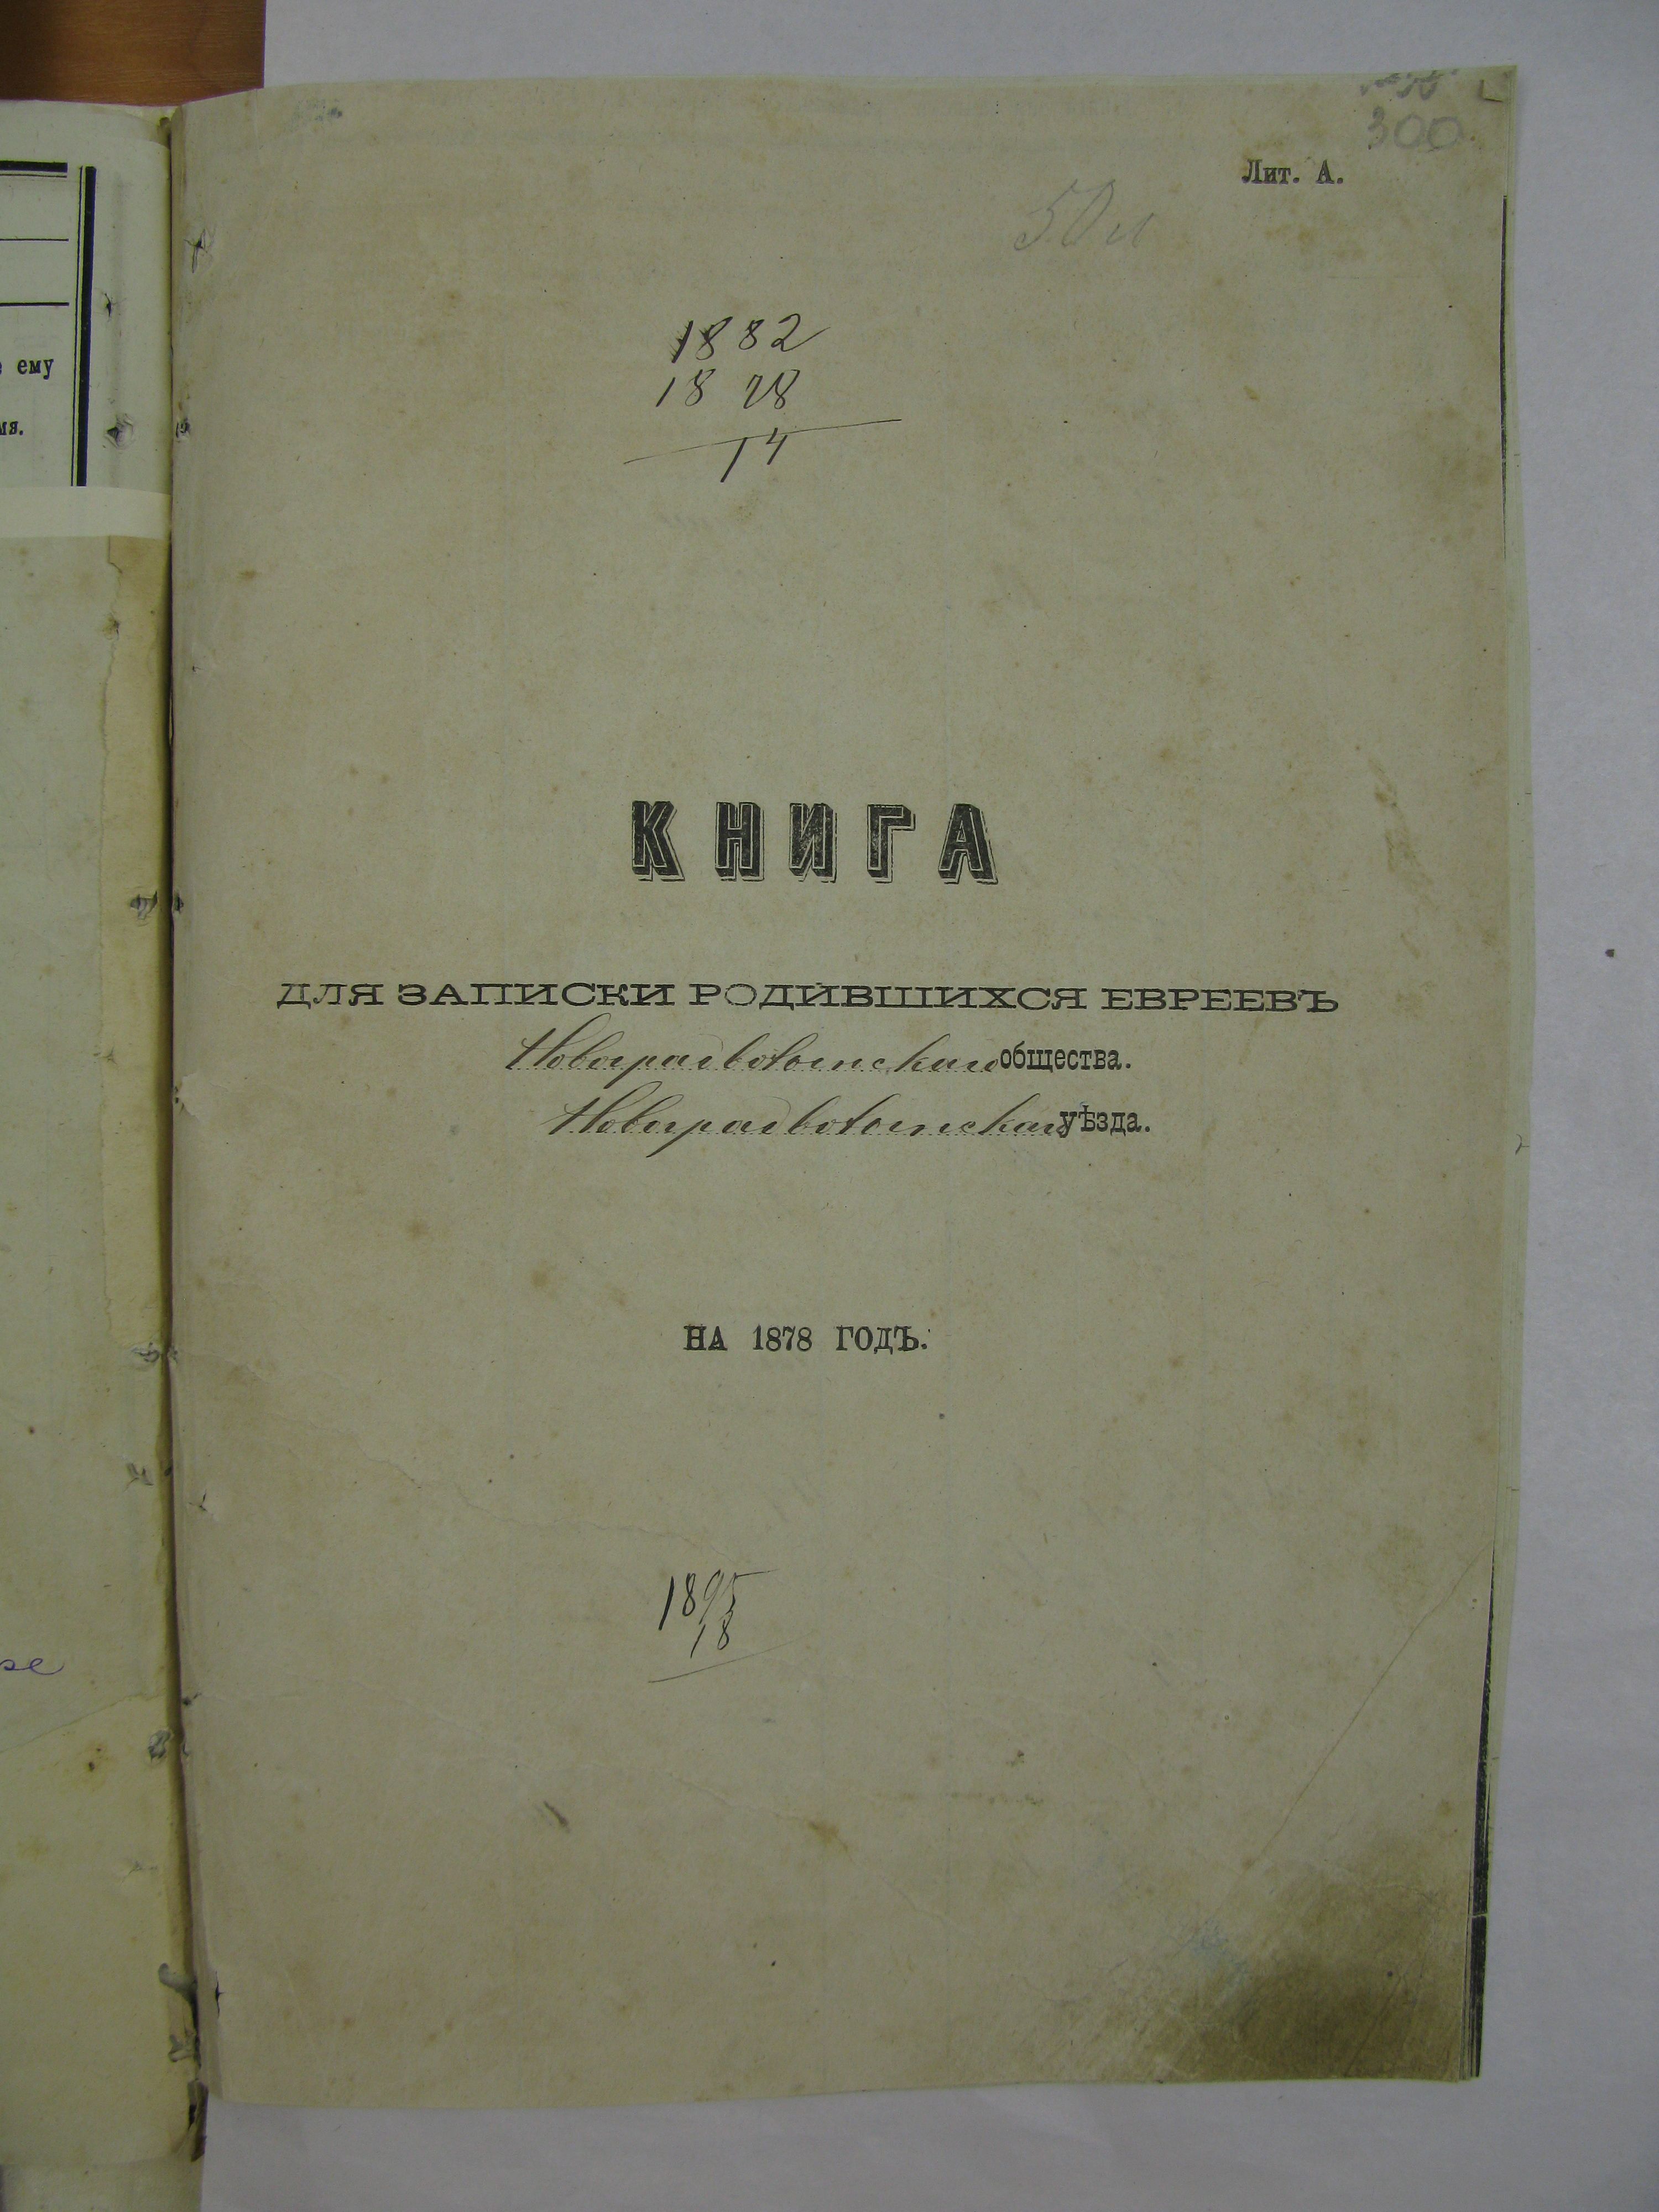 300
Лит. А.
50 л
1882
1878
14
КНИГА
ДЛЯ ЗАПИСКИ РОДИВШИХСЯ ЕВРЕЕВЪ
Новоградволынскаго общества.
Новоградволынскаго уѣзда.
НА 1878 ГОДЪ.
1895
18
ему